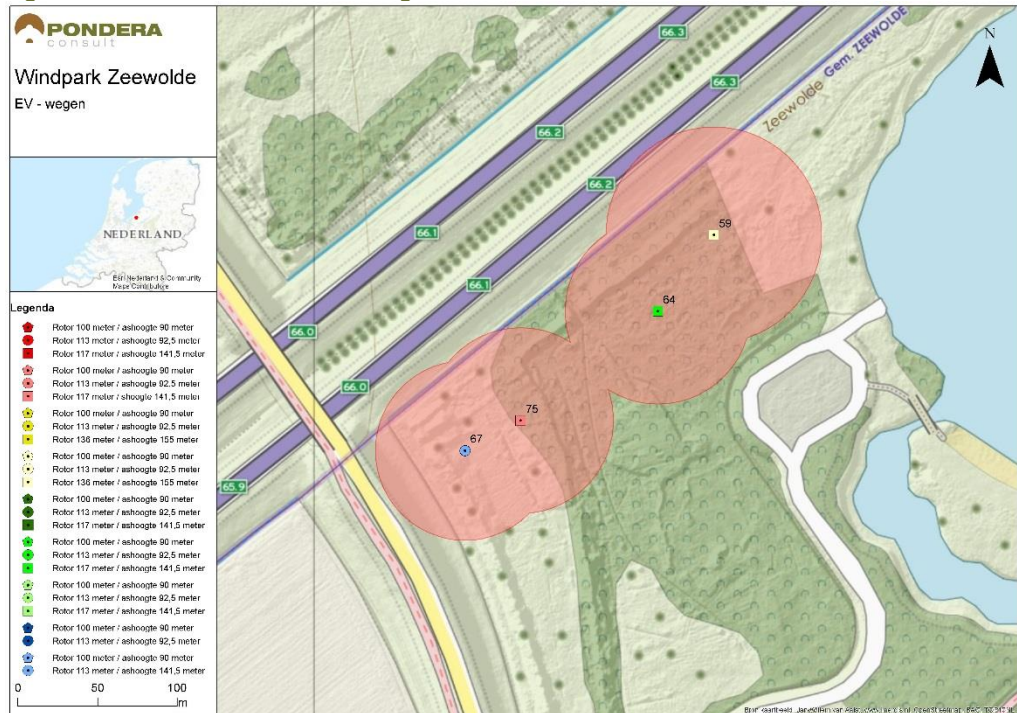 PONDERA
consult
Windpark Zeewolde
EV - wegen
NEDERLAND
Esri Nederland & Community
Maps Contributors
Legenda
Rotor 100 meter / ashoogte 90 meter
Rotor 113 meter / ashoogte 92,5 meter
Rotor 117 meter / ashoogte 141,5 meter
Rotor 100 meter / ashoogte 90 meter
Rotor 113 meter / ashoogte 92,5 meter
Rotor 117 meter / ashoogte 141,5 meter
Rotor 100 meter / ashoogte 90 meter
Rotor 113 meter / ashoogte 92,5 meter
Rotor 136 meter / ashoogte 155 meter
Rotor 100 meter / ashoogte 90 meter
Rotor 113 meter / ashoogte 92,5 meter
Rotor 136 meter / ashoogte 155 meter
Rotor 100 meter / ashoogte 90 meter
Rotor 113 meter / ashoogte 92,5 meter
Rotor 117 meter / ashoogte 141,5 meter
Rotor 100 meter / ashoogte 90 meter
Rotor 113 meter / ashoogte 92,5 meter
Rotor 117 meter / ashoogte 141,5 meter
Rotor 100 meter / ashoogte 90 meter
Rotor 113 meter / ashoogte 92,5 meter
Rotor 117 meter / ashoogte 141,5 meter
Rotor 100 meter / ashoogte 90 meter
Rotor 113 meter / ashoogte 92,5 meter
Rotor 100 meter / ashoogte 90 meter
Rotor 113 meter / ashoogte 141,5 meter
0 50 100
m
N
66.3
66.3
66.2
66.2
66.1
66.1
66.0
66.0
65.9
Gem. ZEEWOLDE
Zeewolde
59
64
75
67